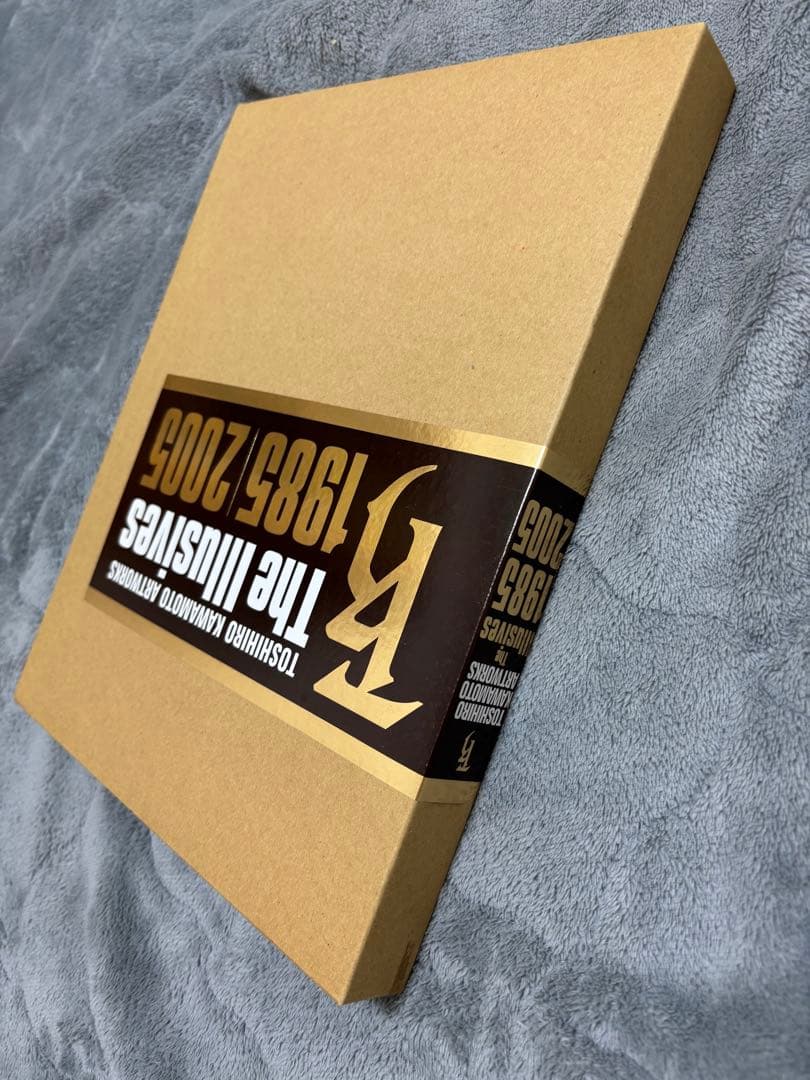 TOSHIHIRO KAWAMOTO ARTWORKS
The Illusives
1985 | 2005
TOSHIHIRO
KAWAMOTO
ARTWORKS
The
Illusives
1985
2005